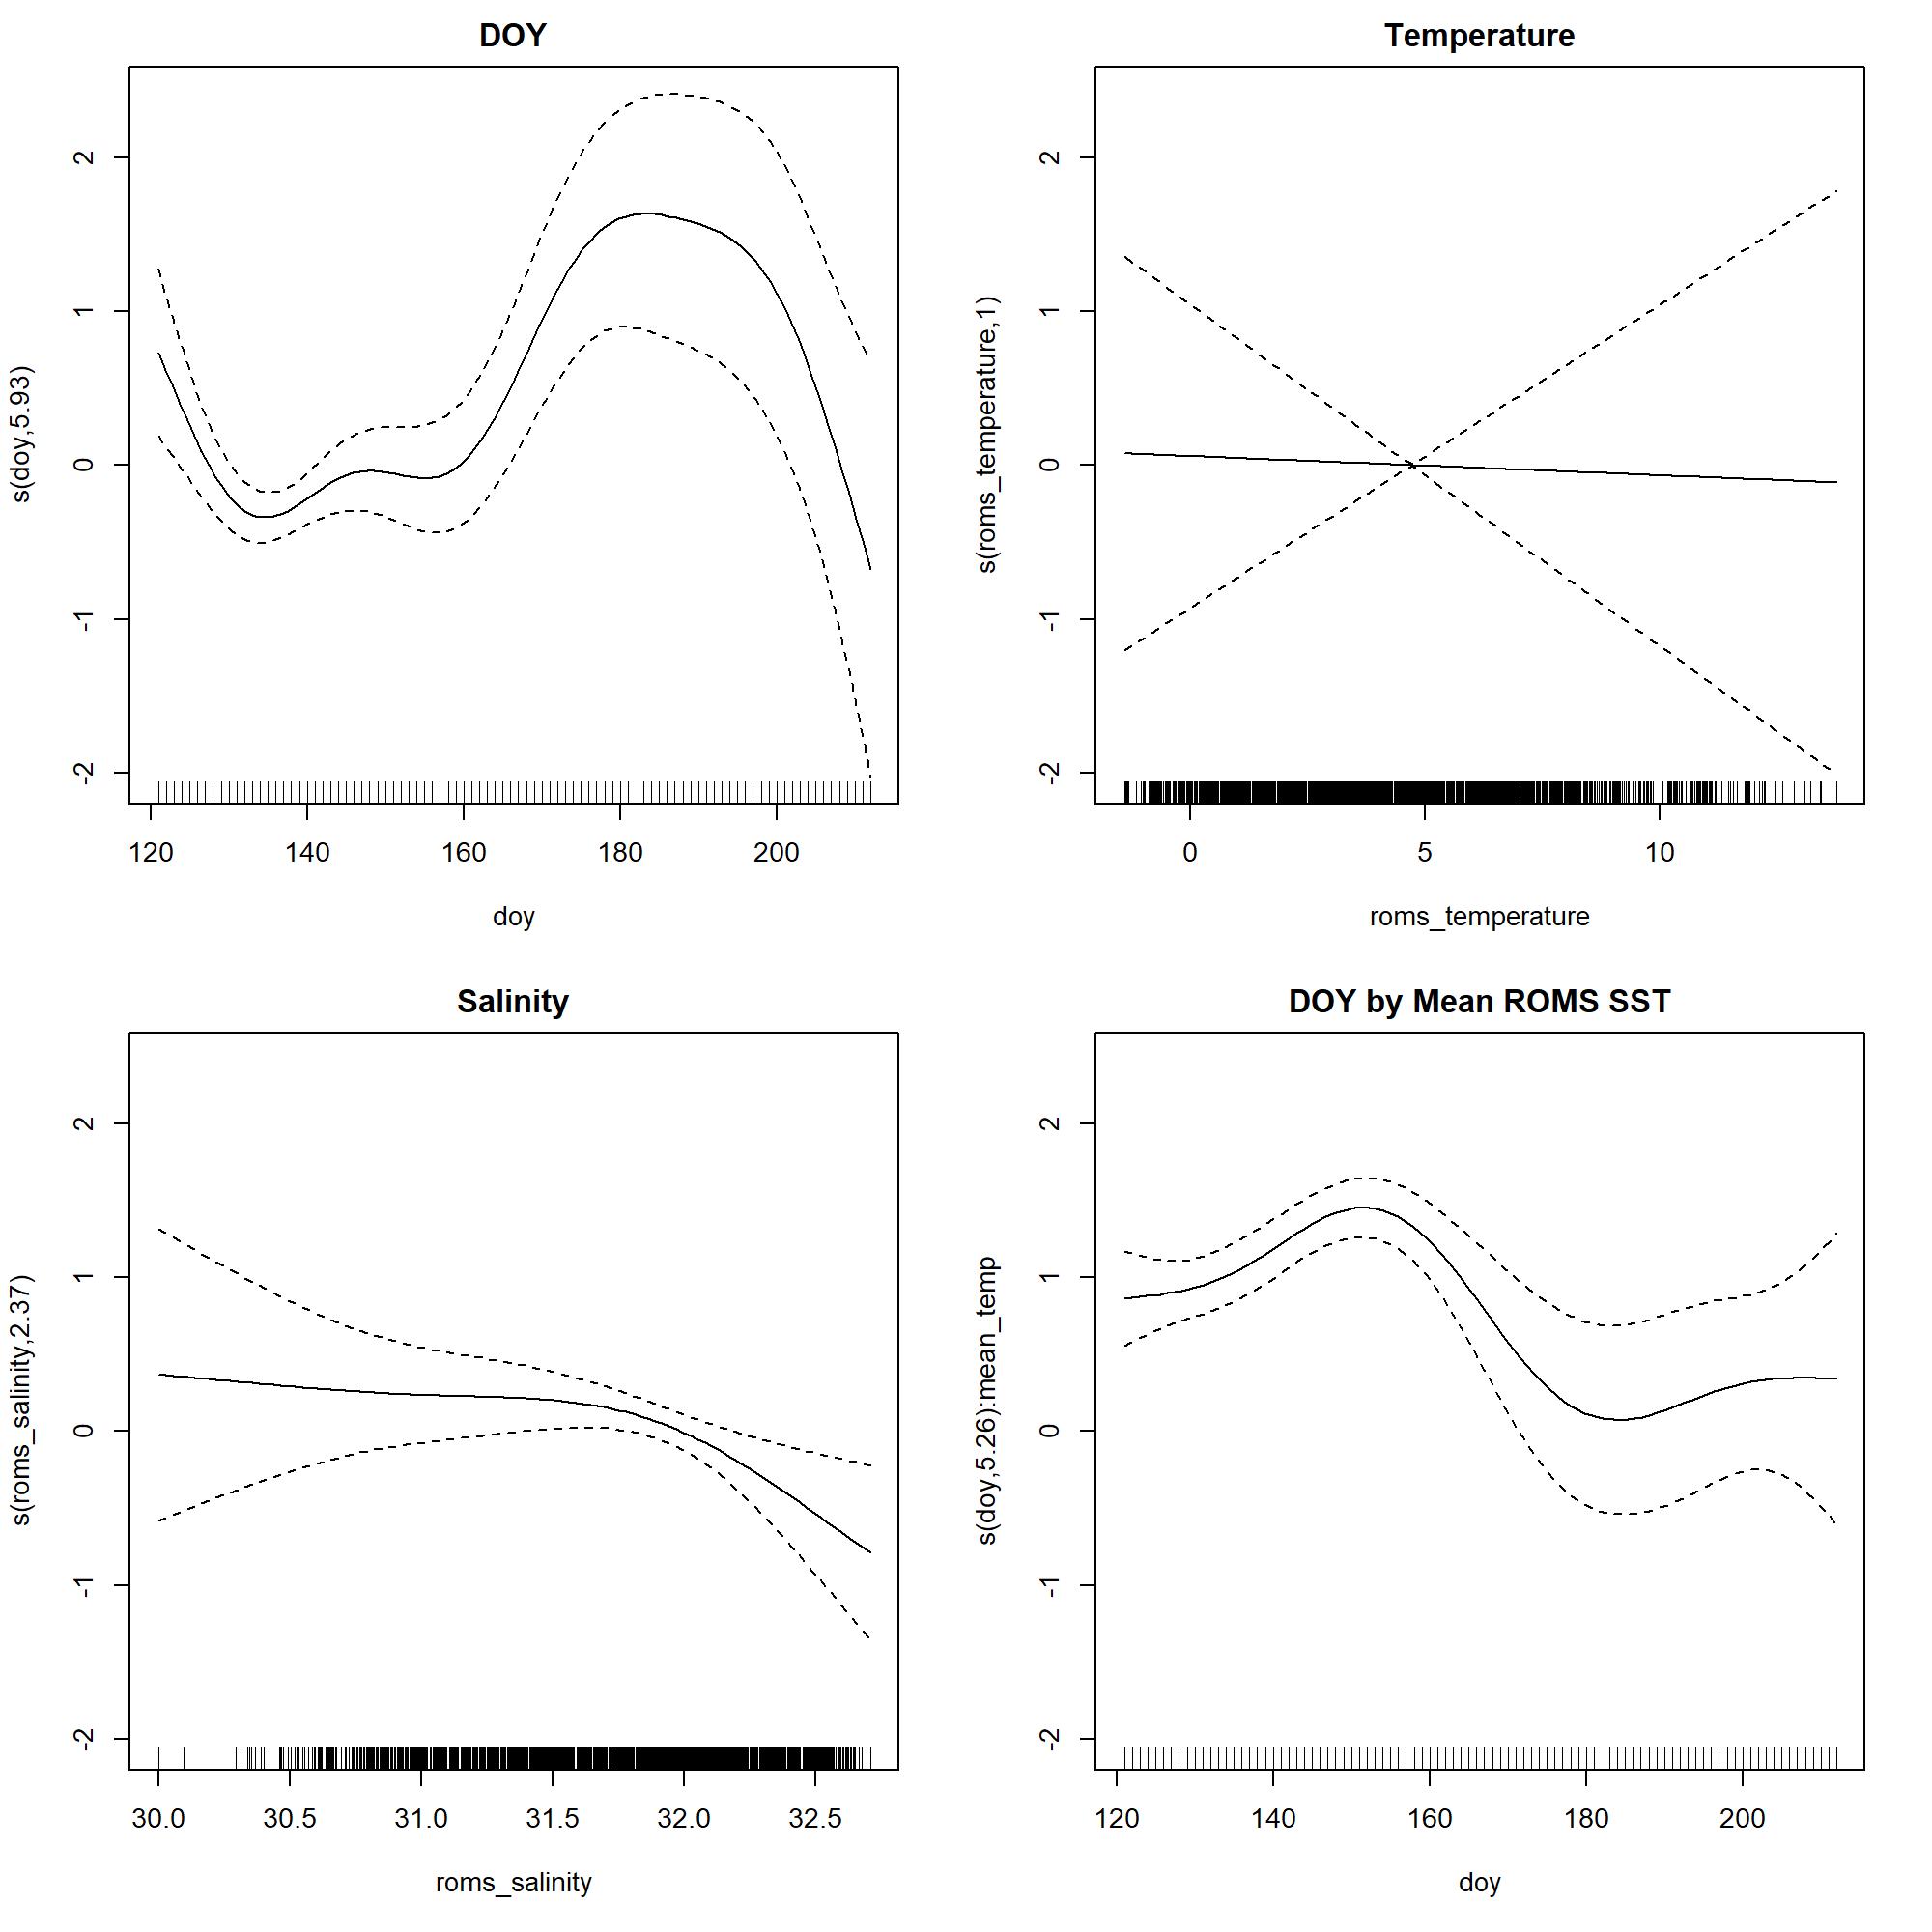 DOY
s(doy,5.93)
2
1
0
-1
-2
120 140 160 180 200
doy
Temperature
s(roms_temperature,1)
2
1
0
-1
-2
0 5 10
roms_temperature
Salinity
s(roms_salinity,2.37)
2
1
0
-1
-2
30.0 30.5 31.0 31.5 32.0 32.5
roms_salinity
DOY by Mean ROMS SST
s(doy,5.26):mean_temp
2
1
0
-1
-2
120 140 160 180 200
doy